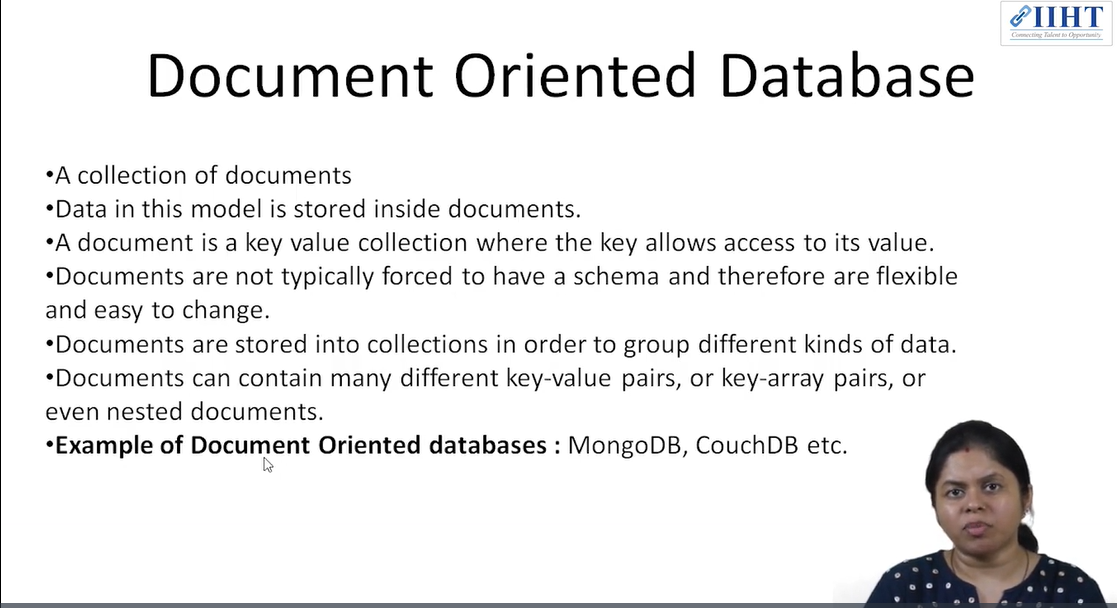 IIHT
Connecting Talent to Opportunity
Document Oriented Database
•A collection of documents
•Data in this model is stored inside documents.
•A document is a key value collection where the key allows access to its value.
•Documents are not typically forced to have a schema and therefore are flexible
and easy to change.
•Documents are stored into collections in order to group different kinds of data.
•Documents can contain many different key-value pairs, or key-array pairs, or
even nested documents.
•Example of Document Oriented databases : MongoDB, CouchDB etc.